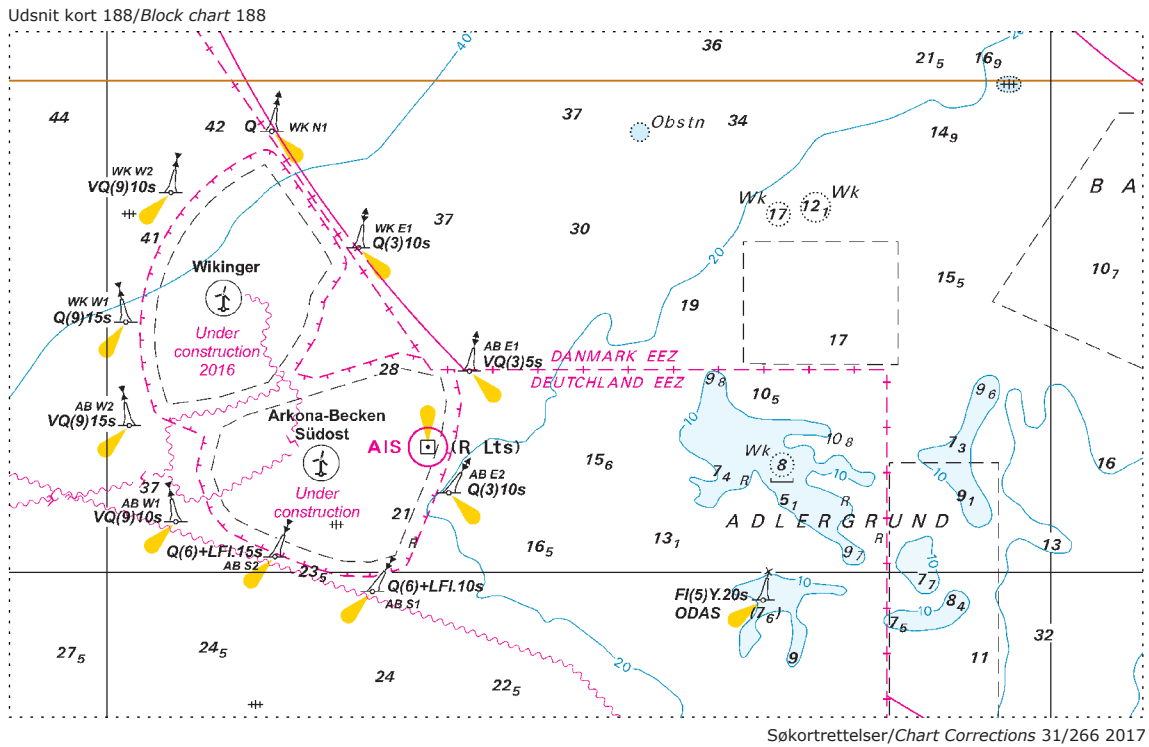 Udsnit kort 188/Block chart 188
36
40
20
21₅
16₉
44
42
Q
WK N1
37
Obstn
34
14₉
WK W2
VQ(9)10s
Wk
Wk
B A
17
12₁
41
37
WK E1
Q(3)10s
30
20
Wikinger
15₅
10₇
WK W1
Q(9)15s
19
Under
construction
2016
17
AB E1
VQ(3)5s
DANMARK EEZ
28
DEUTCHLAND EEZ
9₈
10₅
9₆
AB W2
VQ(9)15s
Arkona-Becken
Südost
10
AIS
(R Lts)
10₈
7₃
Wk
8
15₆
16
7₄
R
10
10
AB E2
Q(3)10s
37
Under
construction
AB W1
VQ(9)10s
21
5₁
R
9₁
ADLERGRUND
R
R
Q(6)+LFl.15s
AB S2
16₅
13₁
9₇
13
10
23₅
Q(6)+LFl.10s
AB S1
10
7₇
Fl(5)Y.20s
ODAS
(7₆)
8₄
10
7₅
27₅
24₅
20
9
11
32
24
22₅
Søkortrettelser/Chart Corrections 31/266 2017